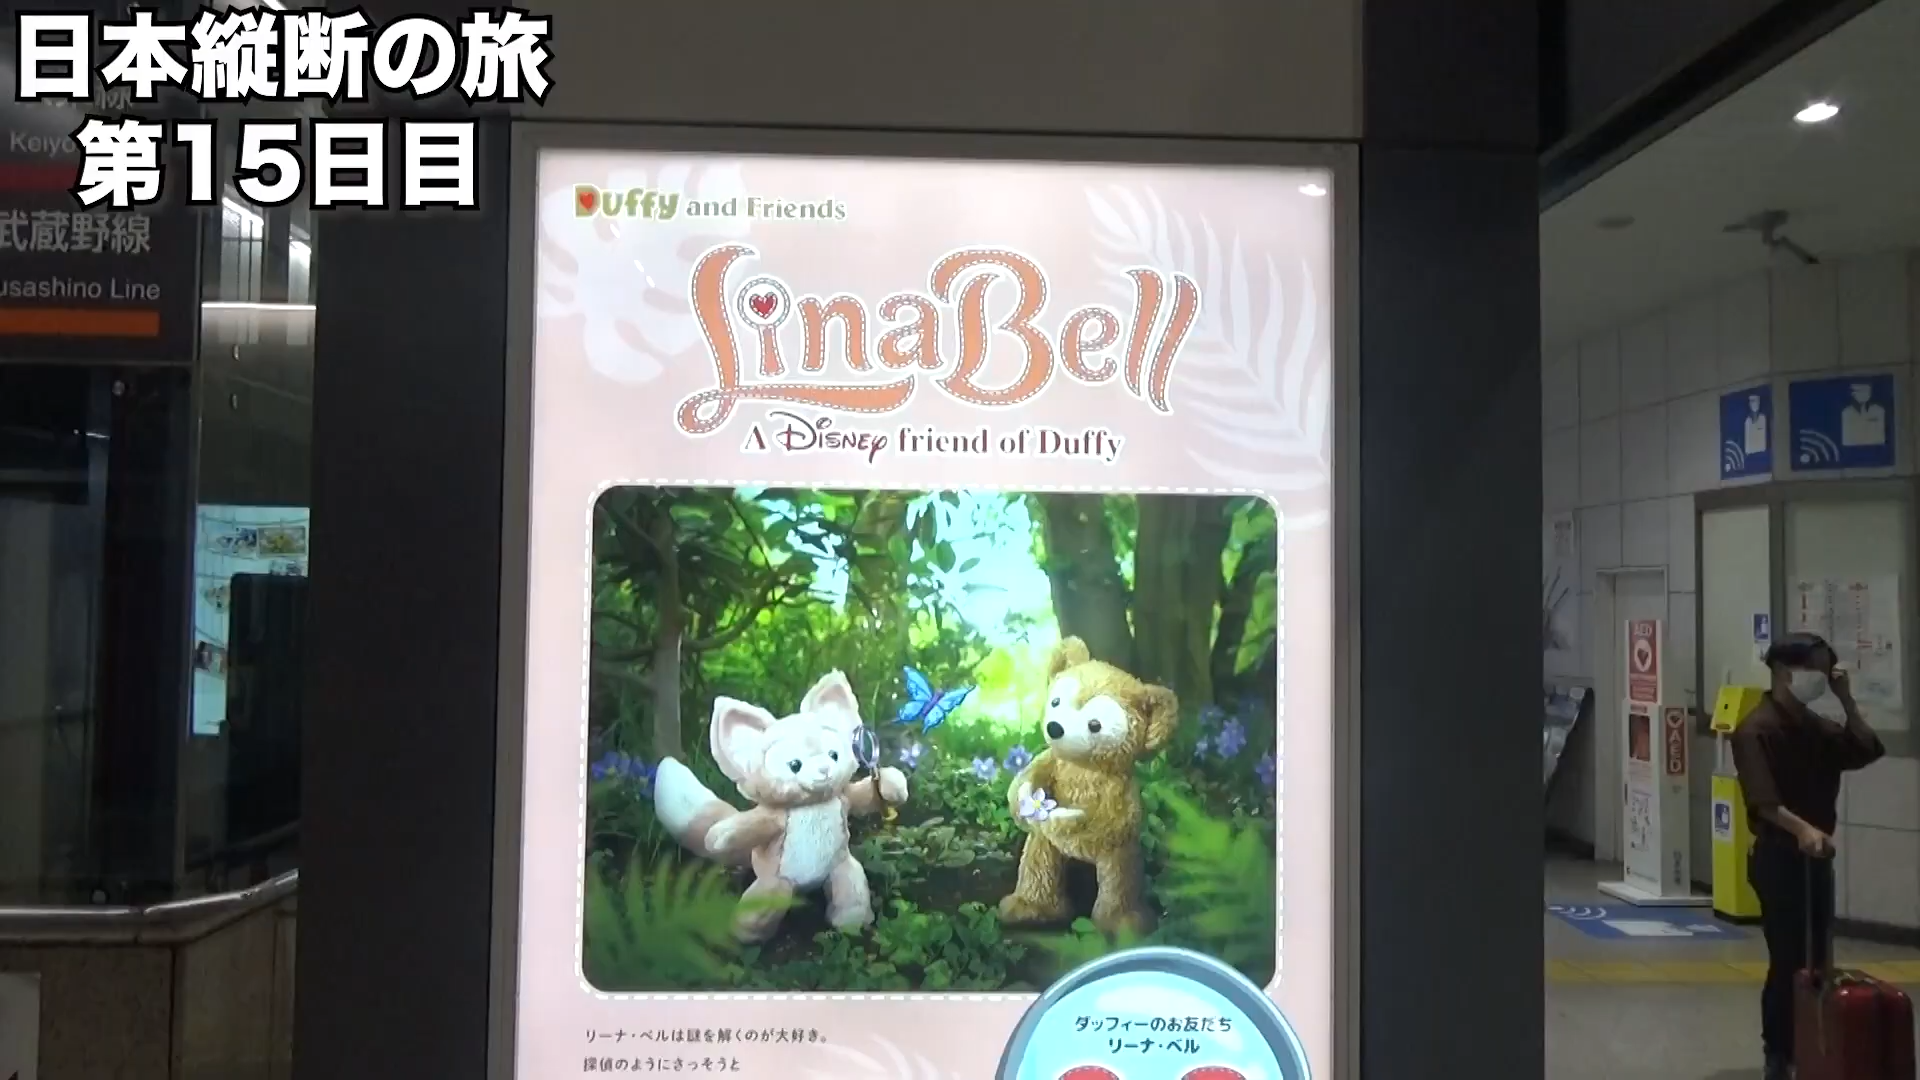 日本縦断の旅
第15日目
Keiyo
武蔵野線
usashino Line
Duffy and Friends
LinaBell
A Disney friend of Duffy
リーナ・ベルは謎を解くのが大好き。
探偵のようにさっそうと
ダッフィーのお友だち
リーナ・ベル
AED
AED